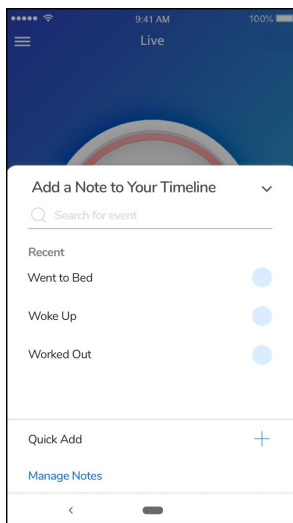 9:41 AM 100%
Live
Add a Note to Your Timeline
Search for event
Recent
Went to Bed
Woke Up
Worked Out
Quick Add
Manage Notes